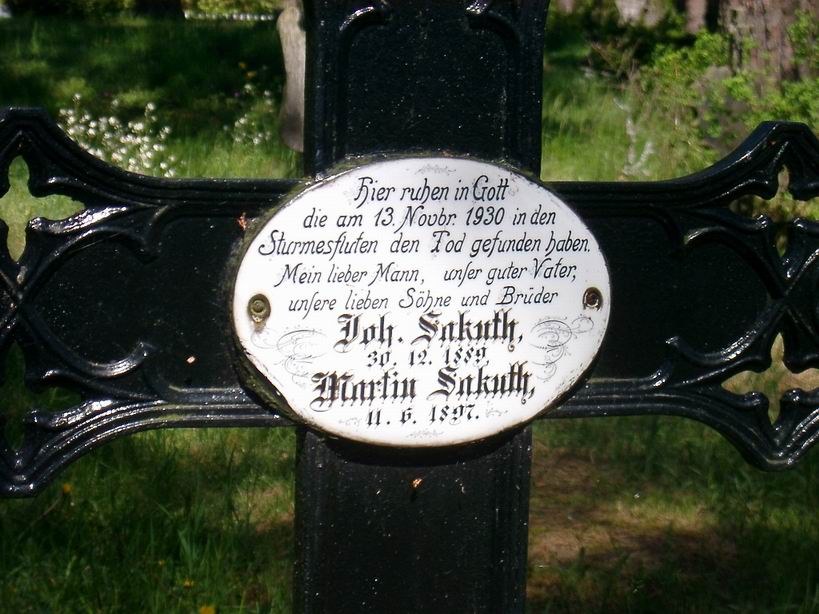 Hier ruhen in Gott
die am 13. Novbr. 1930 in den
Sturmesfluten den Tod gefunden haben.
Mein lieber Mann, unſer guter Vater,
unſere lieben Söhne und Brüder
Joh. Sakuth,
30. 12. 1889.
Martin Sakuth,
11. 6. 1897.